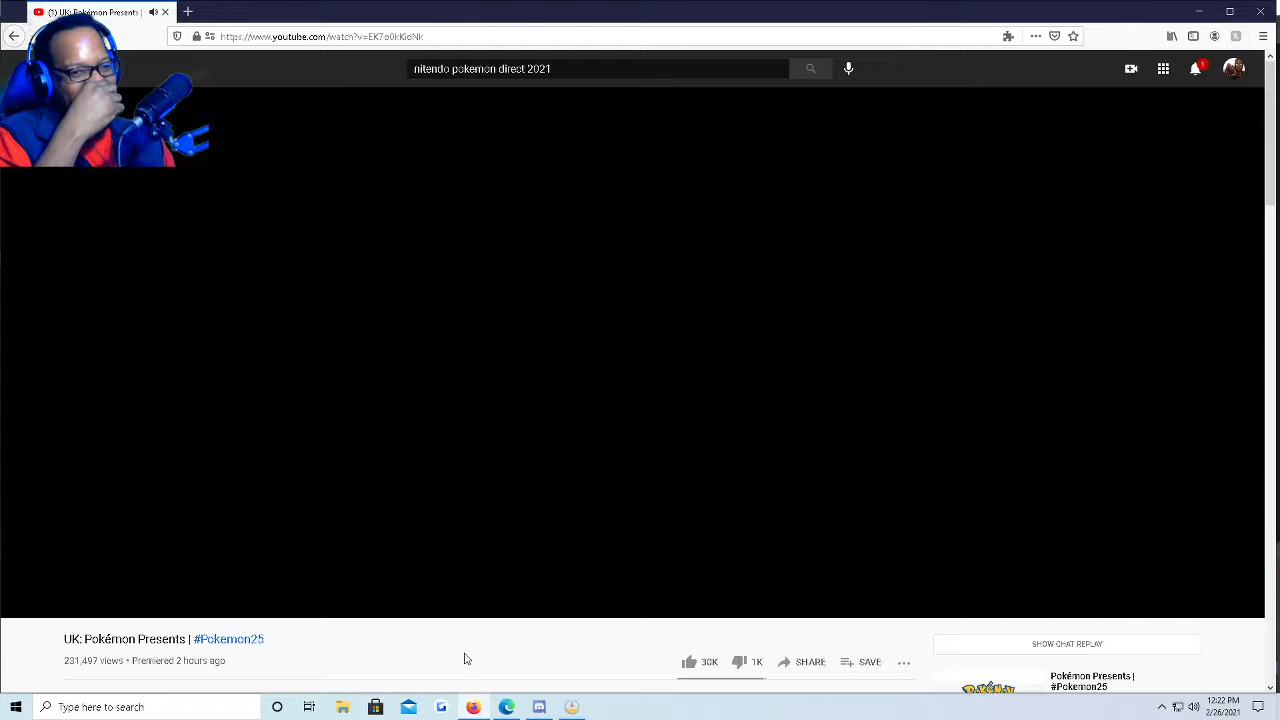 (1) UK: Pokémon Presents |
https://www.youtube.com/watch?v=EK7o0kKidNk
nitendo pokemon direct 2021
1
UK: Pokémon Presents | #Pokemon25
231,497 views • Premiered 2 hours ago
30K
1K
SHARE
SAVE
SHOW CHAT REPLAY
Pokémon Presents |
#Pokemon25
Type here to search
12:22 PM
2/26/2021